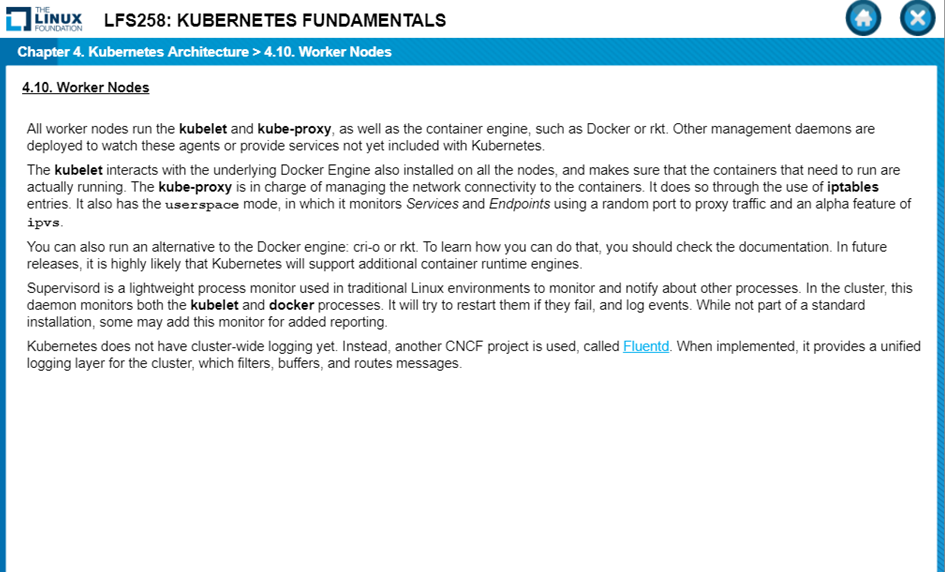 THE
LINUX
FOUNDATION
LFS258: KUBERNETES FUNDAMENTALS
Chapter 4. Kubernetes Architecture > 4.10. Worker Nodes
4.10. Worker Nodes
All worker nodes run the kubelet and kube-proxy, as well as the container engine, such as Docker or rkt. Other management daemons are
deployed to watch these agents or provide services not yet included with Kubernetes.
The kubelet interacts with the underlying Docker Engine also installed on all the nodes, and makes sure that the containers that need to run are
actually running. The kube-proxy is in charge of managing the network connectivity to the containers. It does so through the use of iptables
entries. It also has the userspace mode, in which it monitors Services and Endpoints using a random port to proxy traffic and an alpha feature of
ipvs.
You can also run an alternative to the Docker engine: cri-o or rkt. To learn how you can do that, you should check the documentation. In future
releases, it is highly likely that Kubernetes will support additional container runtime engines.
Supervisord is a lightweight process monitor used in traditional Linux environments to monitor and notify about other processes. In the cluster, this
daemon monitors both the kubelet and docker processes. It will try to restart them if they fail, and log events. While not part of a standard
installation, some may add this monitor for added reporting.
Kubernetes does not have cluster-wide logging yet. Instead, another CNCF project is used, called Fluentd. When implemented, it provides a unified
logging layer for the cluster, which filters, buffers, and routes messages.